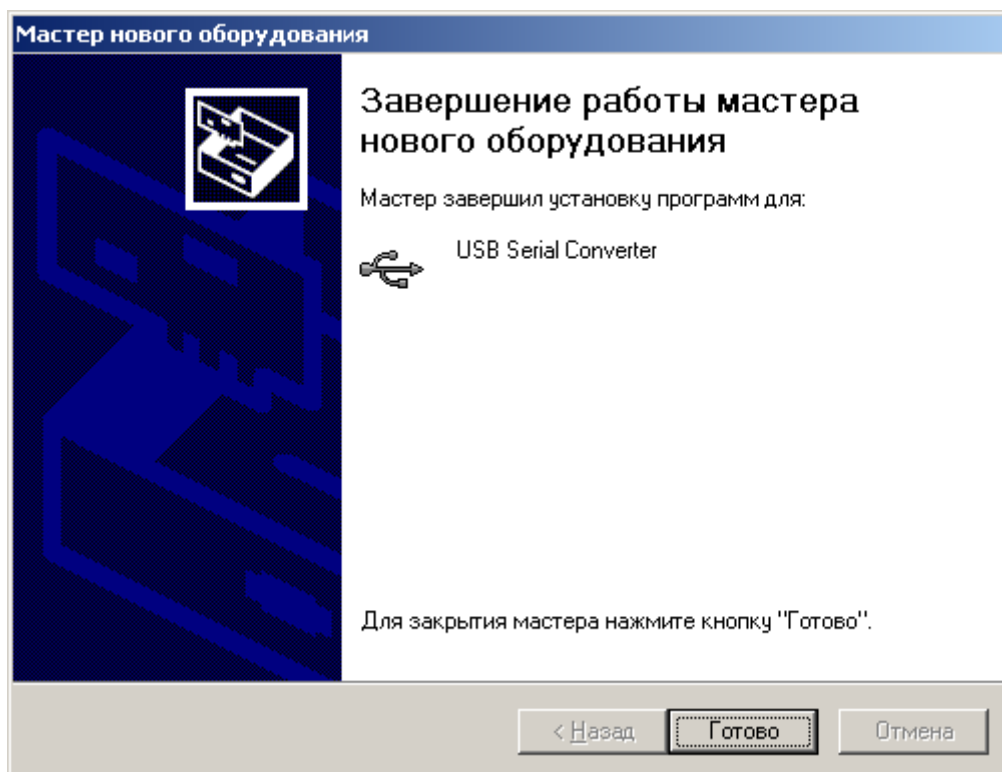 Мастер нового оборудования
Завершение работы мастера
нового оборудования
Мастер завершил установку программ для:
USB Serial Converter
Для закрытия мастера нажмите кнопку "Готово".
< Назад
Готово
Отмена